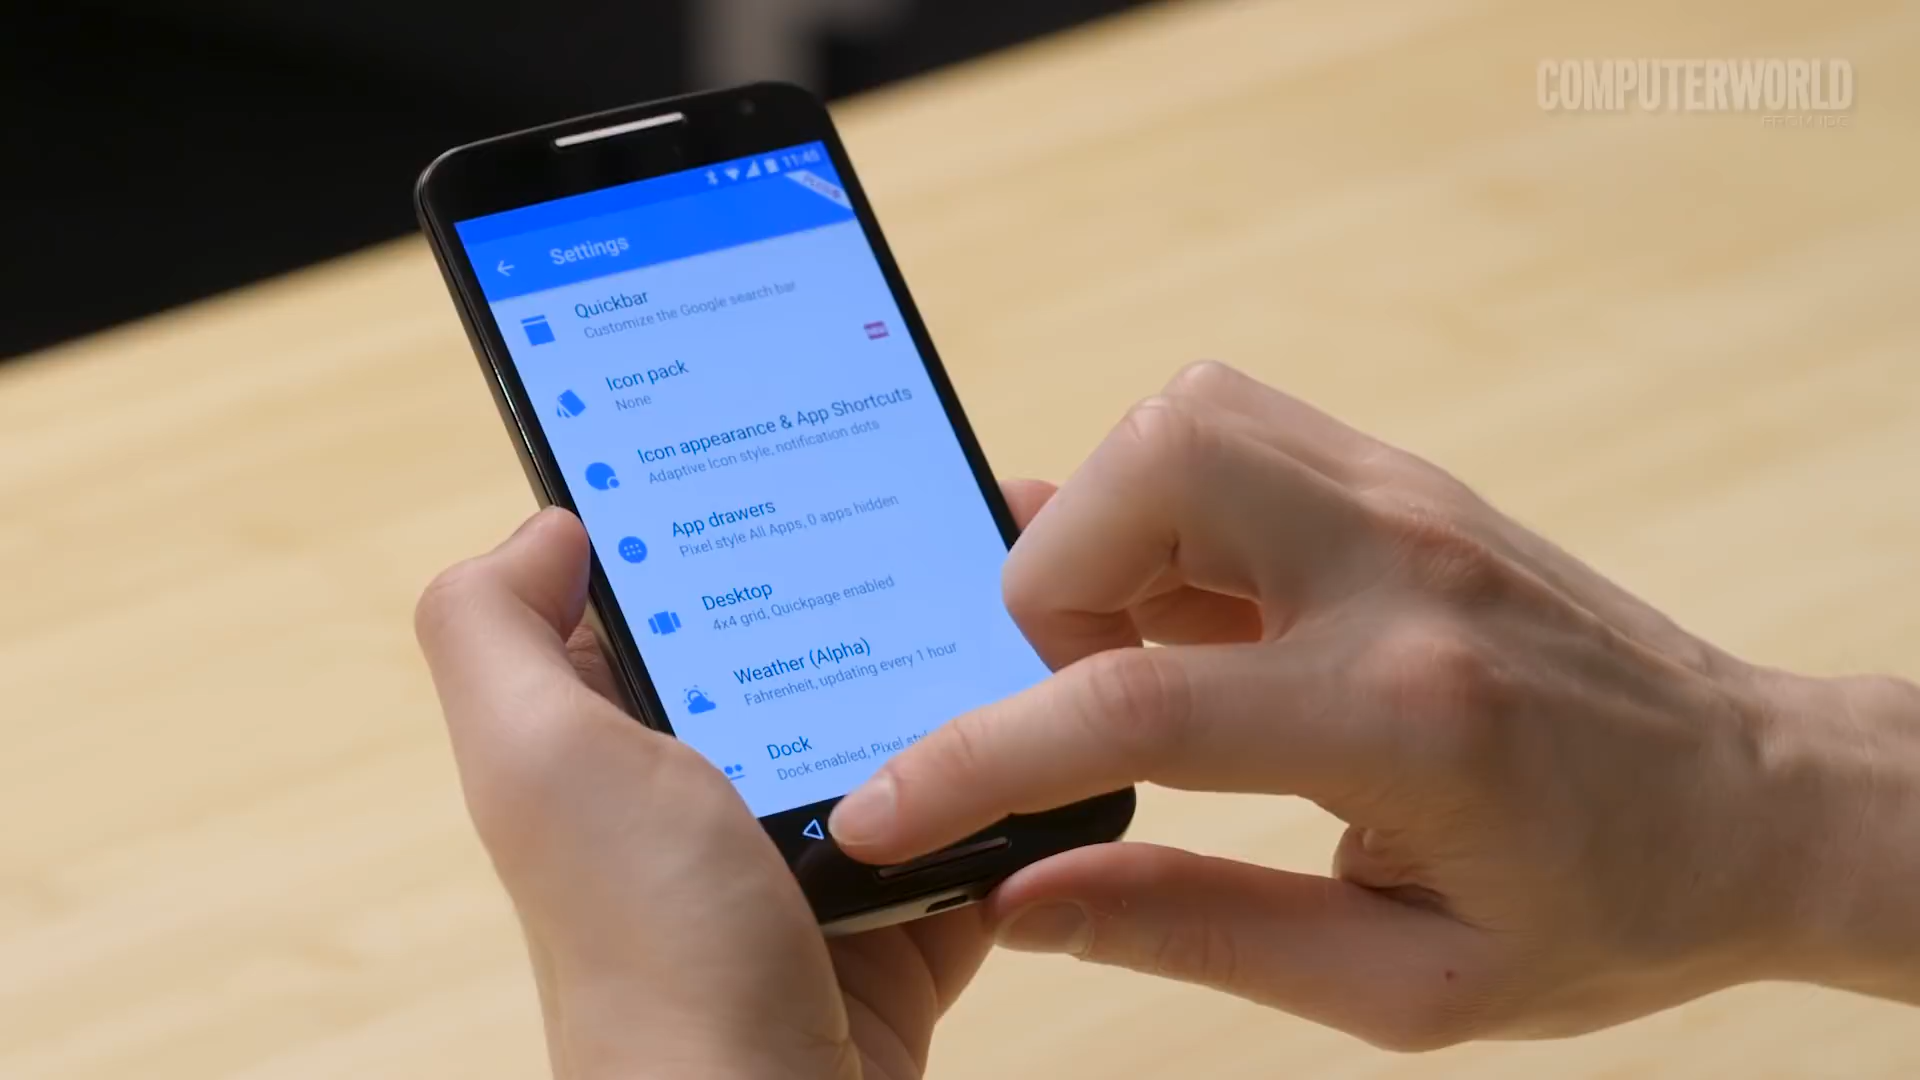 COMPUTERWORLD
FROM IDG
11:45
Settings
Quickbar
Customize the Google search bar
Icon pack
None
Icon appearance & App Shortcuts
Adaptive Icon style, notification dots
App drawers
Pixel style All Apps, 0 apps hidden
Desktop
4x4 grid, Quickpage enabled
Weather (Alpha)
Fahrenheit, updating every 1 hour
Dock
Dock enabled, Pixel